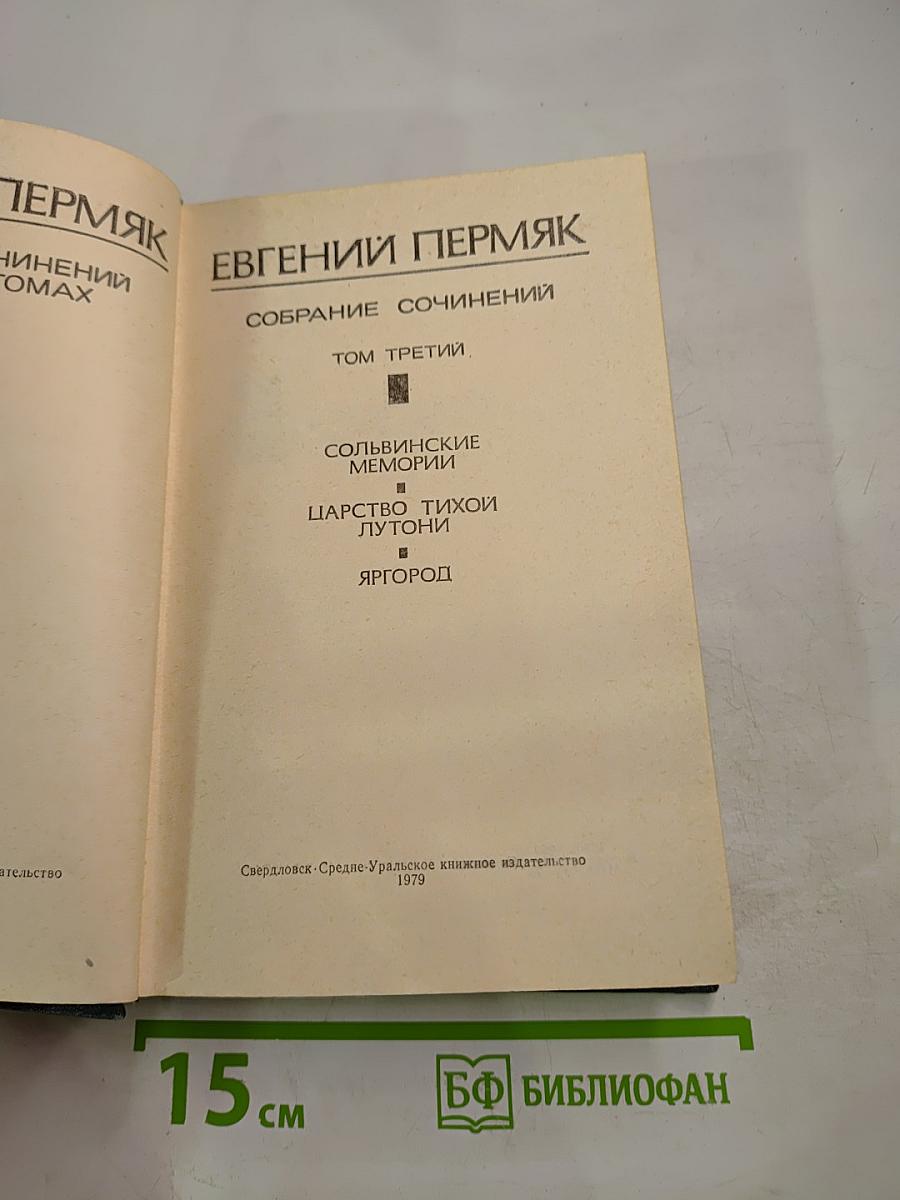 ПЕРМЯК
ЧИНЕНИЙ
ТОМАХ
ательство
ЕВГЕНИЙ ПЕРМЯК
СОБРАНИЕ СОЧИНЕНИЙ
ТОМ ТРЕТИЙ
СОЛЬВИНСКИЕ
МЕМОРИИ
ЦАРСТВО ТИХОЙ
ЛУТОНИ
ЯРГОРОД
Свердловск·Средне-Уральское книжное издательство
1979
15 см
БФ БИБЛИОФАН